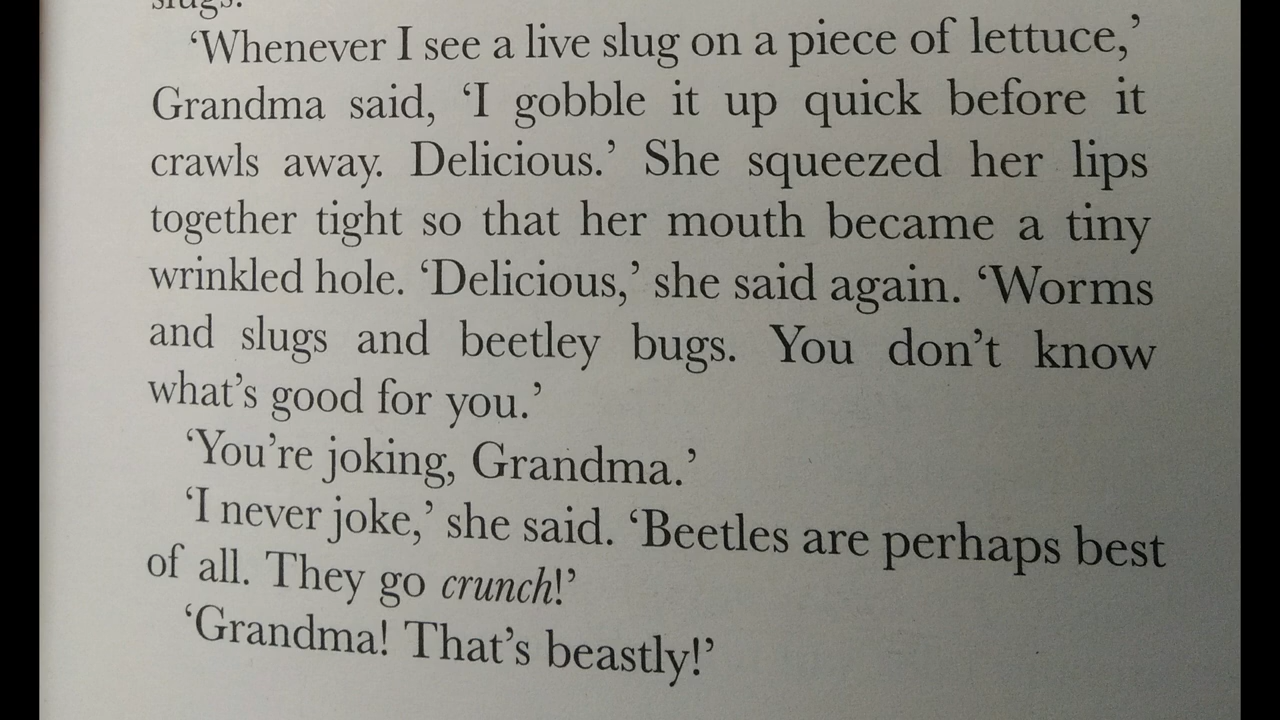 slugs.
‘Whenever I see a live slug on a piece of lettuce,’
Grandma said, ‘I gobble it up quick before it
crawls away. Delicious.’ She squeezed her lips
together tight so that her mouth became a tiny
wrinkled hole. ‘Delicious,’ she said again. ‘Worms
and slugs and beetley bugs. You don’t know
what’s good for you.’
‘You’re joking, Grandma.’
‘I never joke,’ she said. ‘Beetles are perhaps best
of all. They go crunch!’
‘Grandma! That’s beastly!’